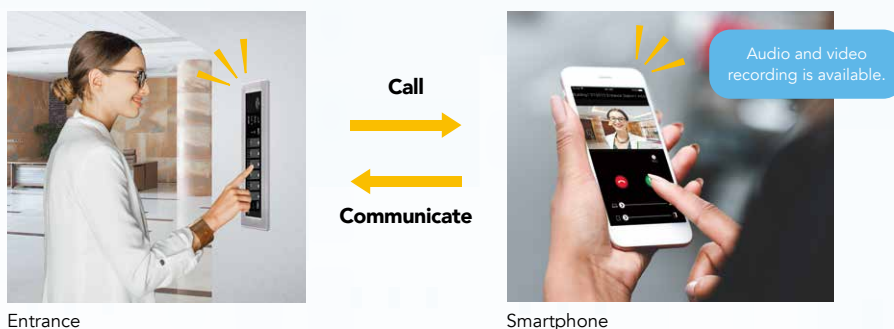 Call
Communicate
Audio and video
recording is available.
Entrance
Smartphone